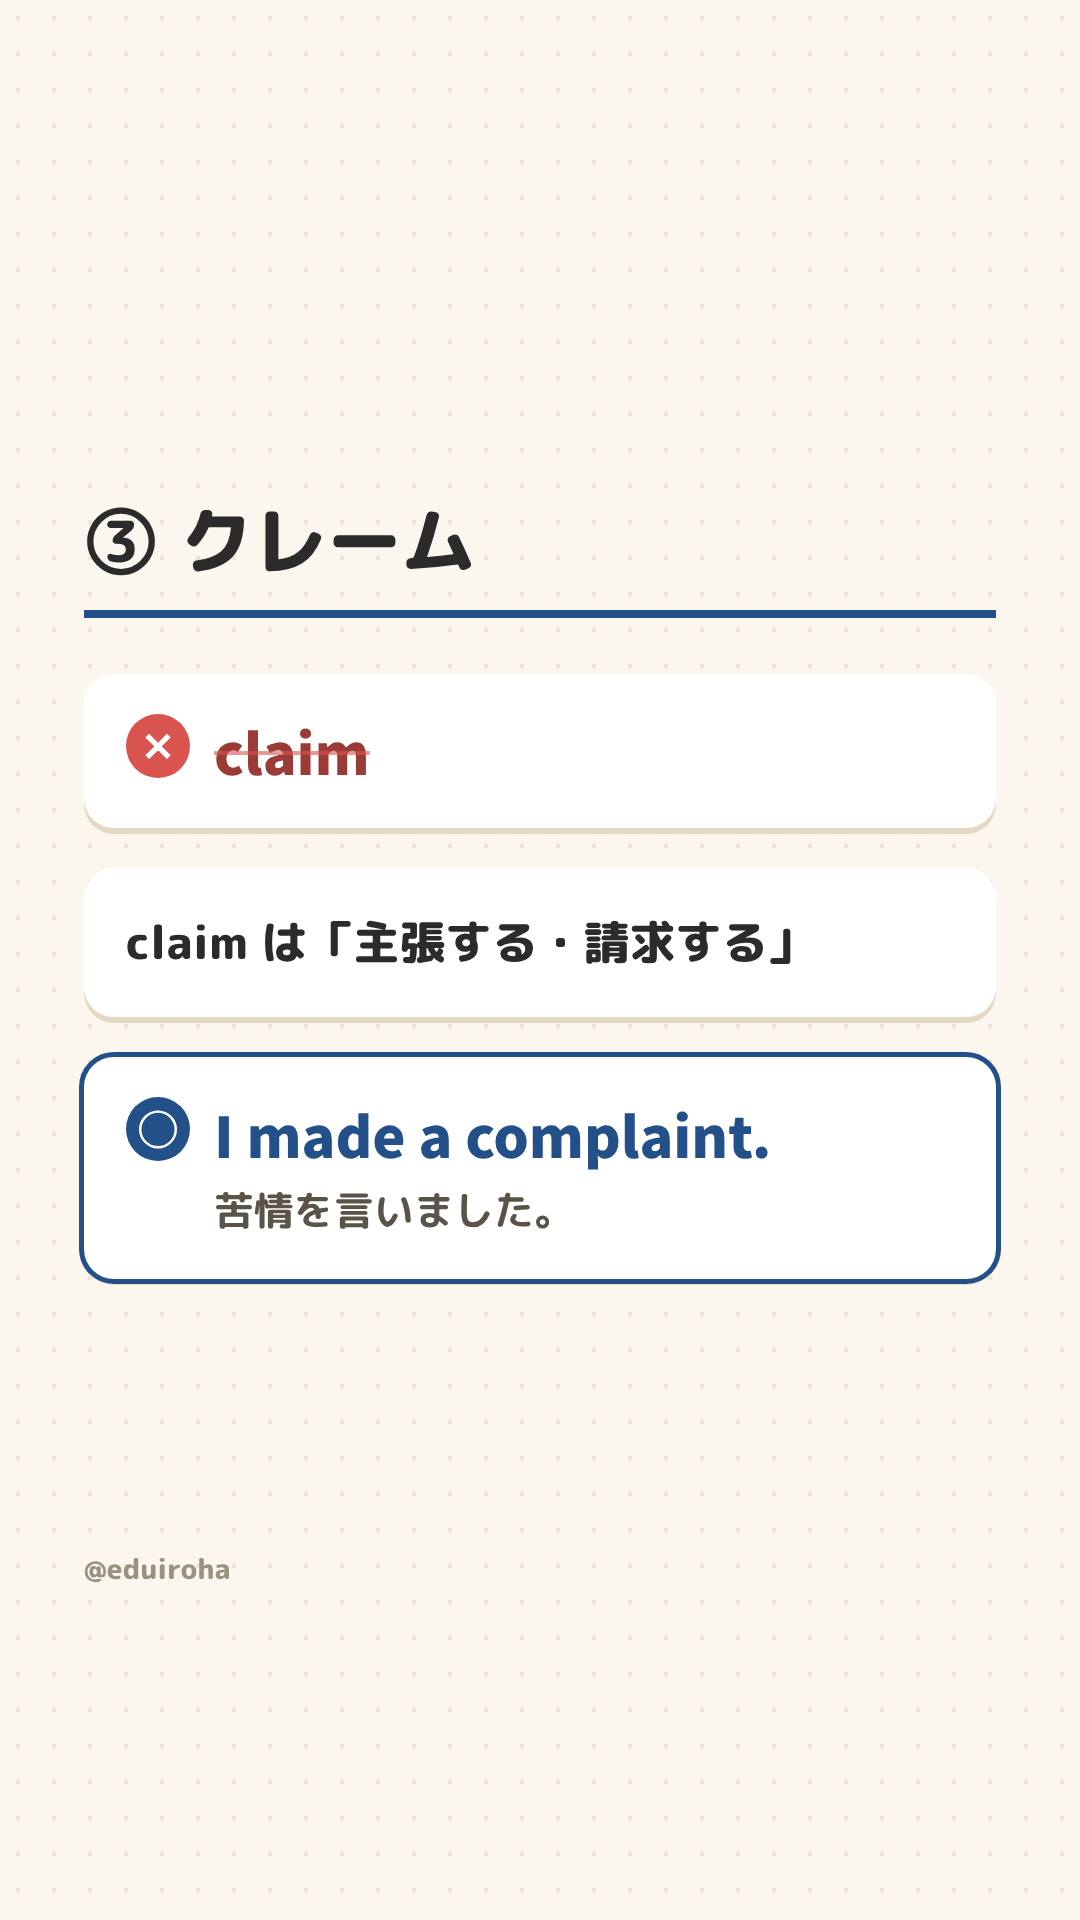 ③ クレーム
× claim
claim は「主張する・請求する」
○ I made a complaint.
苦情を言いました。
@eduiroha